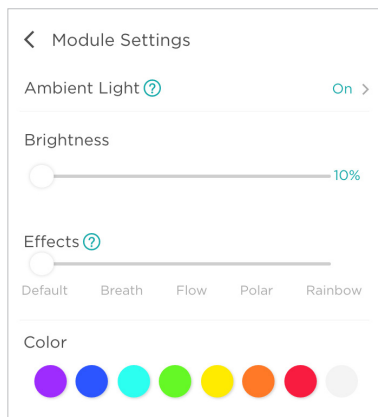 Module Settings
Ambient Light ? On
Brightness
10%
Effects ?
Default Breath Flow Polar Rainbow
Color